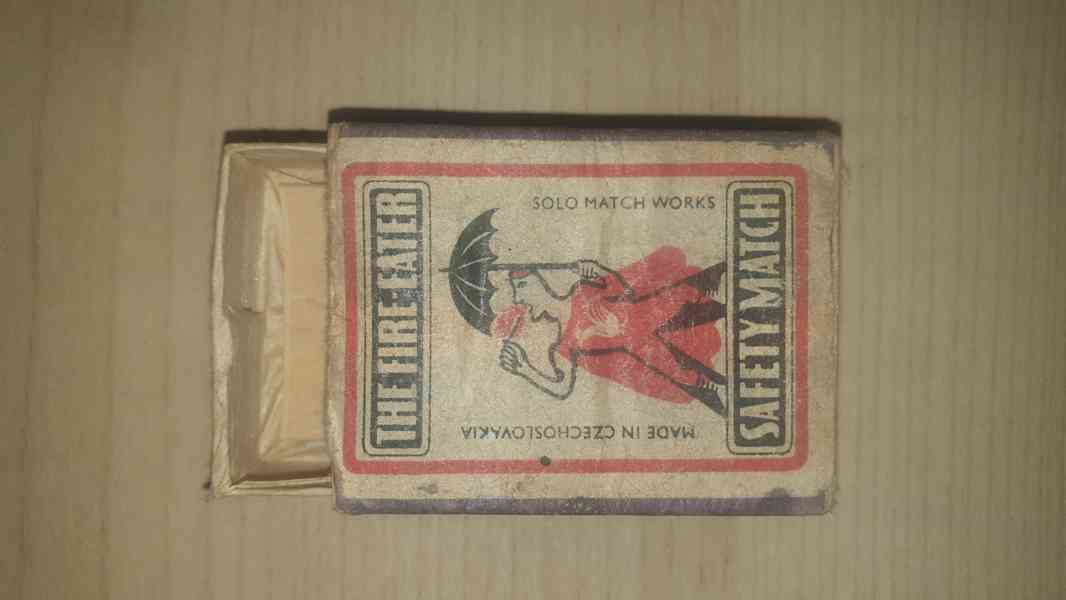 THE FIRE-EATER
SOLO MATCH WORKS
MADE IN CZECHOSLOVAKIA
SAFETY MATCH